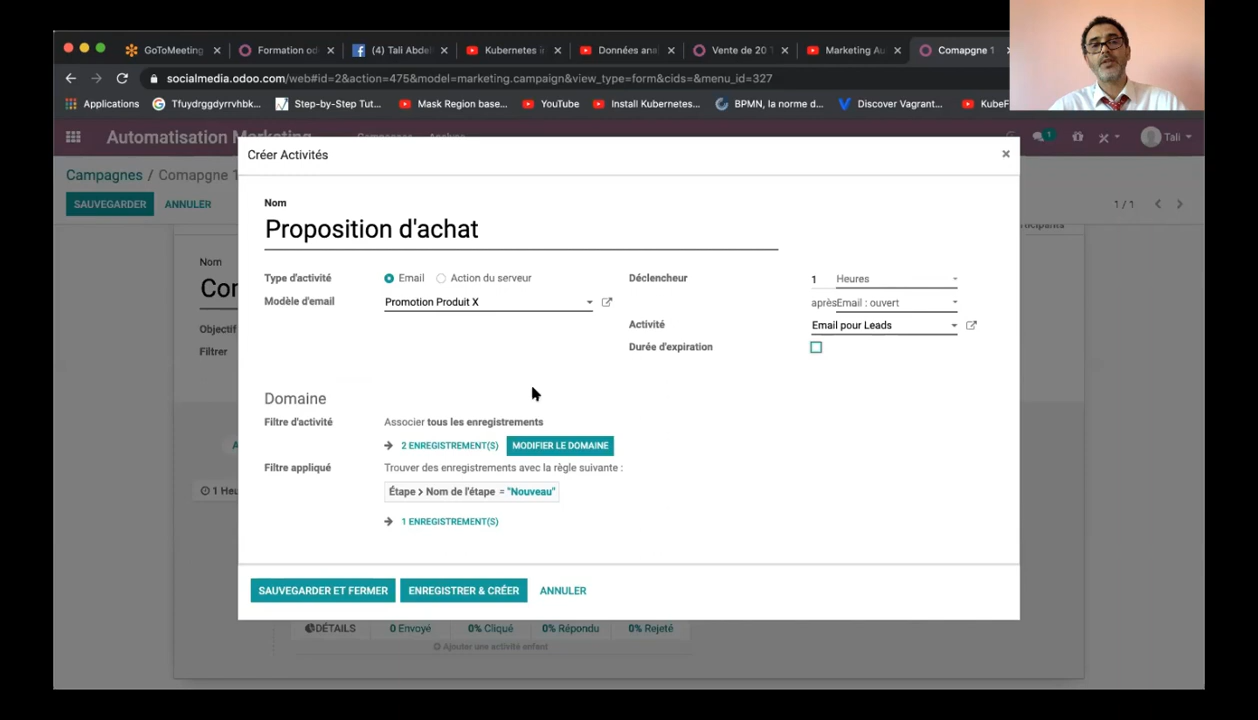 GoToMeeting
Formation od
(4) Tali Abdel
Kubernetes i
Données ana
Vente de 20
Marketing Au
Comapgne 1
socialmedia.odoo.com/web#id=2&action=475&model=marketing.campaign&view_type=form&cids=&menu_id=327
Applications
Tfuydrggdyrrvhbk...
Step-by-Step Tut...
Mask Region base...
YouTube
Install Kubernetes...
BPMN, la norme d...
Discover Vagrant...
KubeF
Automatisation Marketing
1
Tali
Campagnes / Comapgne 1
SAUVEGARDER
ANNULER
1 / 1
Créer Activités
×
Nom
Proposition d'achat
Type d'activité
Email
Action du serveur
Modèle d'email
Promotion Produit X
Déclencheur
1 Heures
après Email : ouvert
Activité
Email pour Leads
Durée d'expiration
Domaine
Filtre d'activité
Associer tous les enregistrements
2 ENREGISTREMENT(S)
MODIFIER LE DOMAINE
Filtre appliqué
Trouver des enregistrements avec la règle suivante :
Étape > Nom de l'étape = "Nouveau"
1 ENREGISTREMENT(S)
SAUVEGARDER ET FERMER
ENREGISTRER & CRÉER
ANNULER
Nom
Cor
Objectif
Filtrer
1 Heu
DÉTAILS
0 Envoyé
0% Cliqué
0% Répondu
0% Rejeté
Ajouter une activité enfant